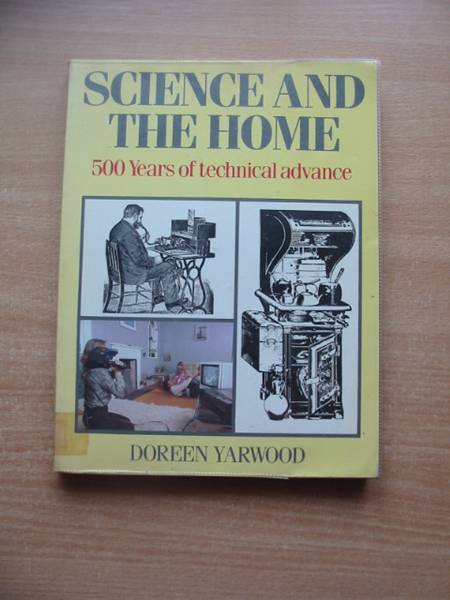 SCIENCE AND
THE HOME
500 Years of technical advance
DOREEN YARWOOD